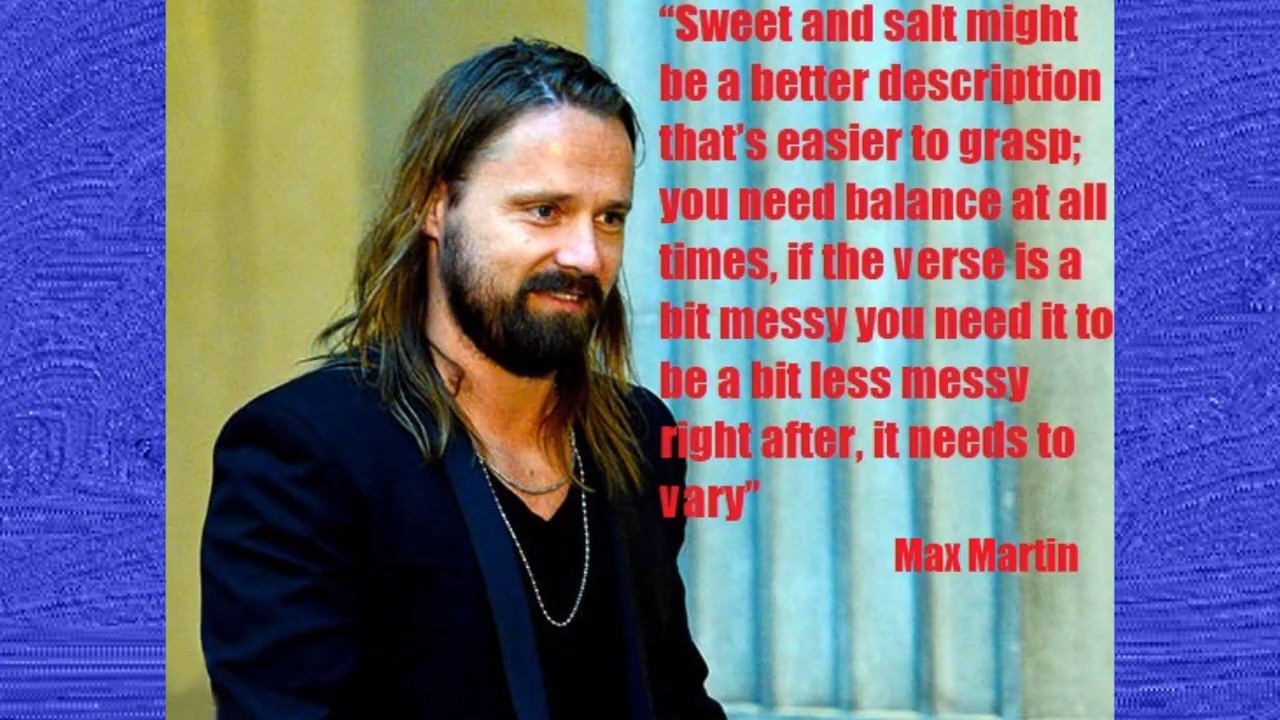 “Sweet and salt might
be a better description
that’s easier to grasp;
you need balance at all
times, if the verse is a
bit messy you need it to
be a bit less messy
right after, it needs to
vary”
Max Martin